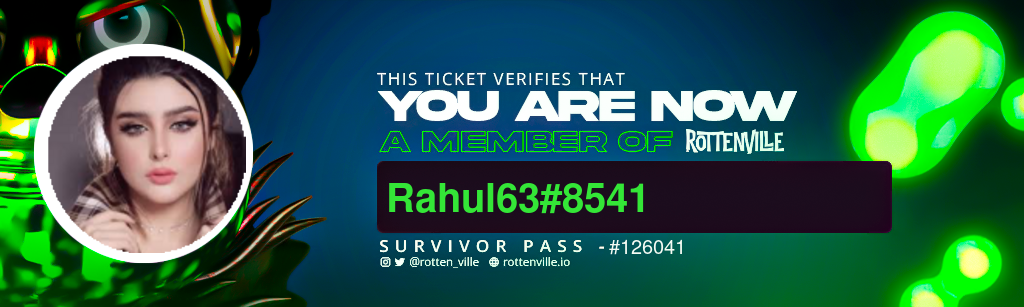 THIS TICKET VERIFIES THAT
YOU ARE NOW
A MEMBER OF ROTTENVILLE
Rahul63#8541
SURVIVOR PASS - #126041
@rotten_ville rottenville.io